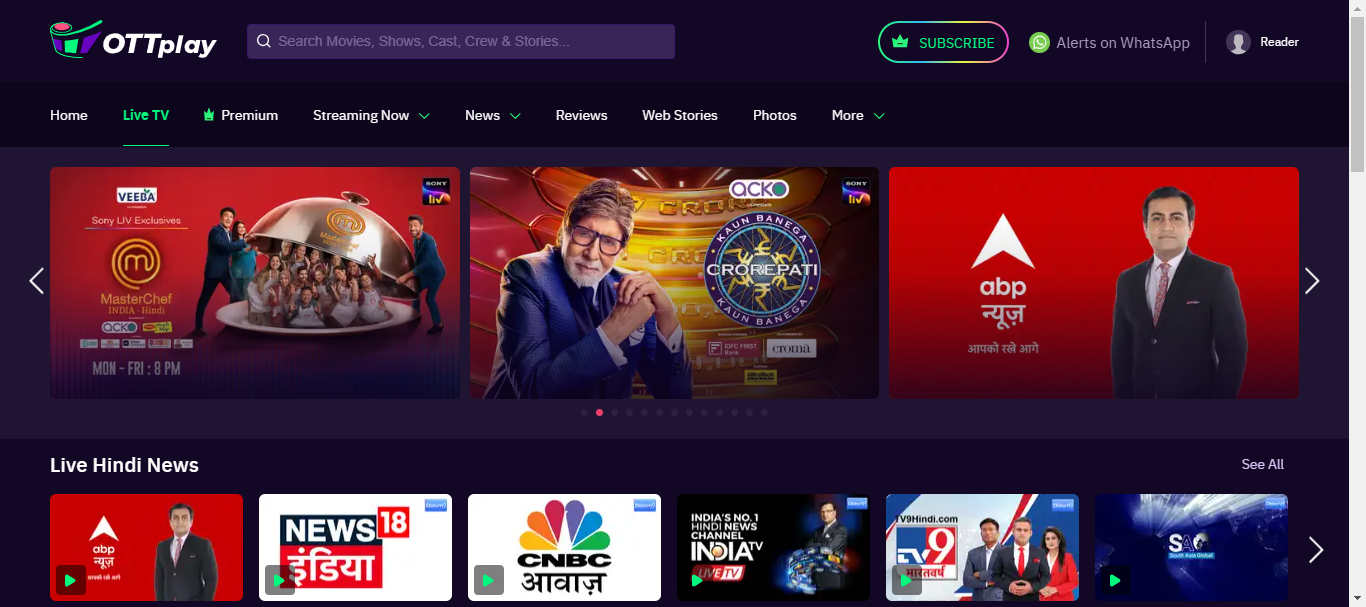 OTTplay
Search Movies, Shows, Cast, Crew & Stories...
SUBSCRIBE
Alerts on WhatsApp
Reader
Home
Live TV
Premium
Streaming Now
News
Reviews
Web Stories
Photos
More
VEEBA
Sony LIV Exclusives
MasterChef
INDIA - Hindi
acko
MON - FRI : 8 PM
SONY
liv
MasterChef
acko
KAUN BANEGA
CROREPATI
KAUN BANEGA
IDFC FIRST
Bank
croma
SONY
liv
abp
न्यूज़
आपको रखे आगे
Live Hindi News
See All
abp
न्यूज़
आपको रखे आगे
NEWS 18
इंडिया
CNBC
आवाज़
INDIA'S NO. 1
HINDI NEWS
CHANNEL
INDIA TV
LIVE TV
TV9Hindi.com
TV9
भारतवर्ष
South Asia Global